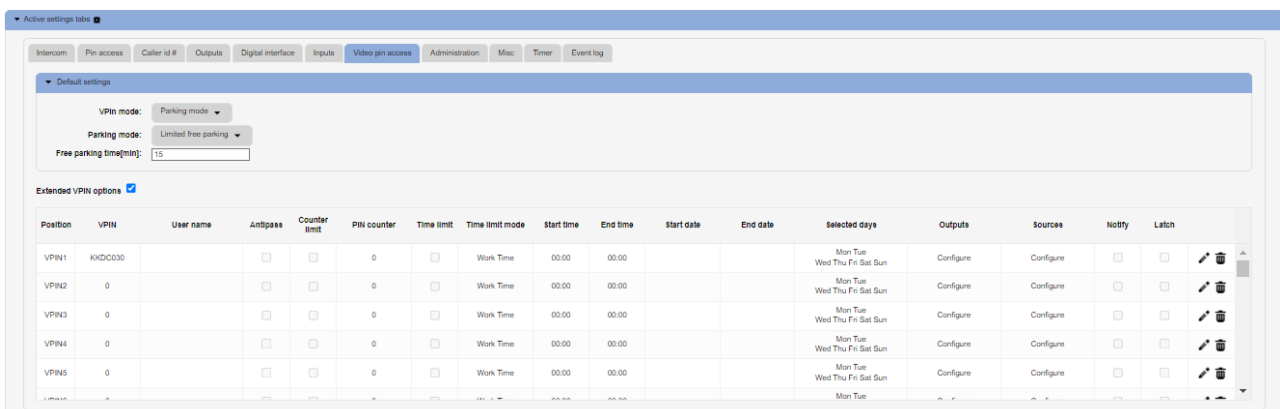 Active settings tabs
Intercom Pin access Caller id # Outputs Digital interface Inputs Video pin access Administration Misc Timer Event log
Default settings
VPin mode: Parking mode
Parking mode: Limited free parking
Free parking time[min]: 15
Extended VPIN options
Position VPIN User name Antipass Counter limit PIN counter Time limit Time limit mode Start time End time Start date End date Selected days Outputs Sources Notify Latch
VPIN1 KKDC030 0 Work Time 00:00 00:00 Mon Tue Wed Thu Fri Sat Sun Configure Configure
VPIN2 0 0 Work Time 00:00 00:00 Mon Tue Wed Thu Fri Sat Sun Configure Configure
VPIN3 0 0 Work Time 00:00 00:00 Mon Tue Wed Thu Fri Sat Sun Configure Configure
VPIN4 0 0 Work Time 00:00 00:00 Mon Tue Wed Thu Fri Sat Sun Configure Configure
VPIN5 0 0 Work Time 00:00 00:00 Mon Tue Wed Thu Fri Sat Sun Configure Configure
Mon Tue